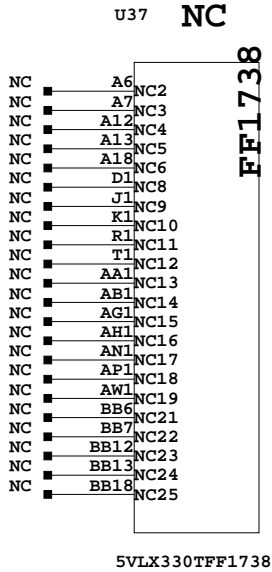 U37 NC
FF1738
NC A6 NC2
NC A7 NC3
NC A12 NC4
NC A13 NC5
NC A18 NC6
NC D1 NC8
NC J1 NC9
NC K1 NC10
NC R1 NC11
NC T1 NC12
NC AA1 NC13
NC AB1 NC14
NC AG1 NC15
NC AH1 NC16
NC AN1 NC17
NC AP1 NC18
NC AW1 NC19
NC BB6 NC21
NC BB7 NC22
NC BB12 NC23
NC BB13 NC24
NC BB18 NC25
5VLX330TFF1738